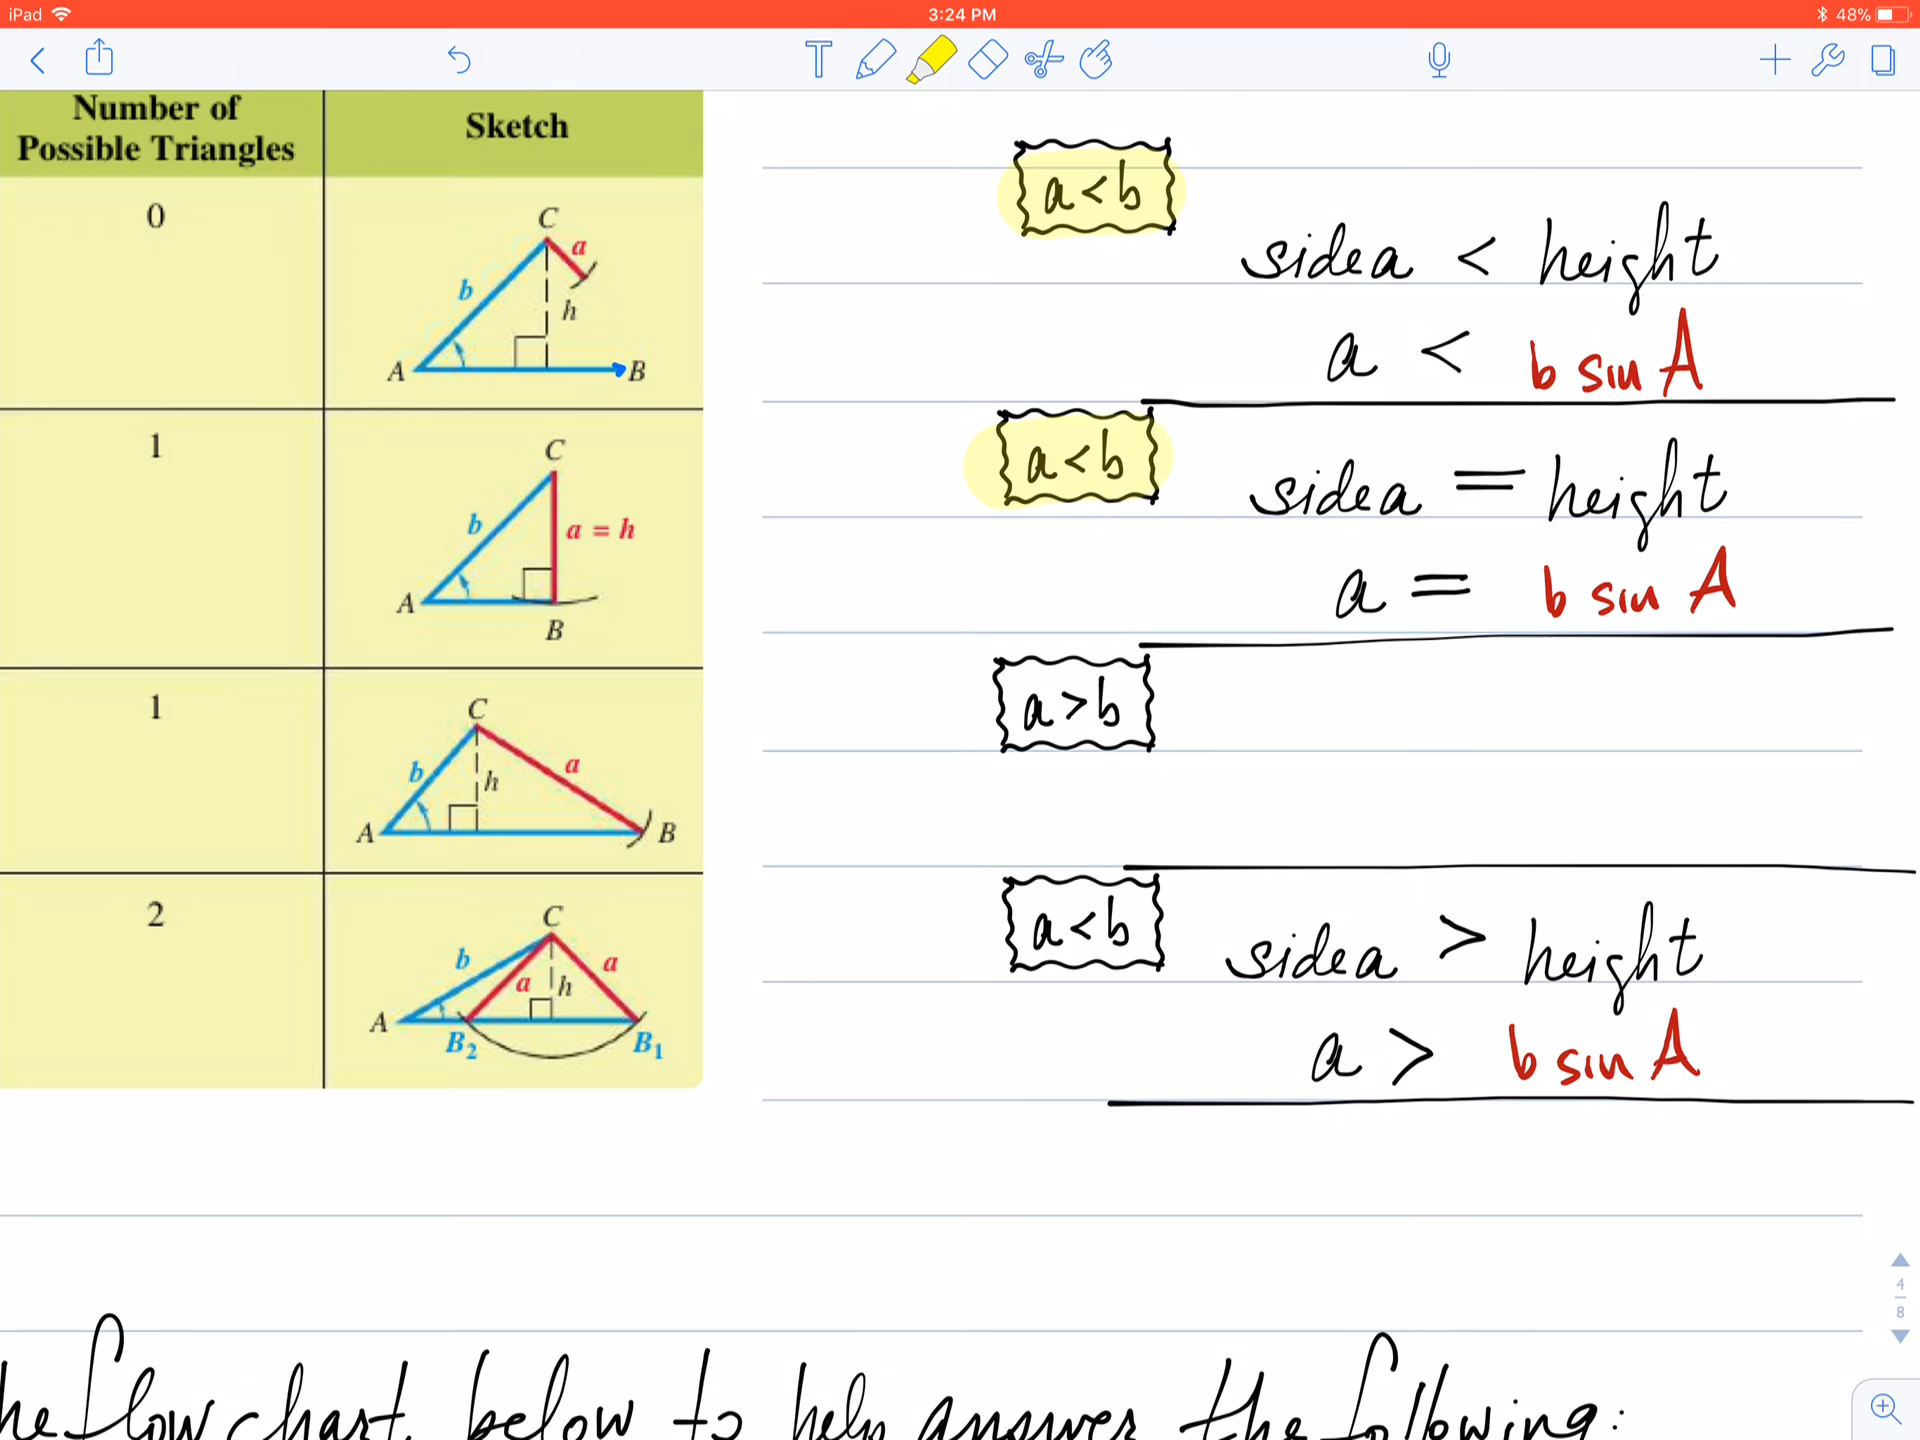 iPad 3:24 PM 48%
T
Number of
Possible Triangles
Sketch
0
C
a
b
h
A
B
a < b
side a < height
a < b sin A
1
C
b
a = h
A
B
a < b
side a = height
a = b sin A
1
C
b
a
h
A
B
a > b
2
C
b
a
a
h
A
B2
B1
a < b
side a > height
a > b sin A
4
8
he flow chart below to help answer the following: